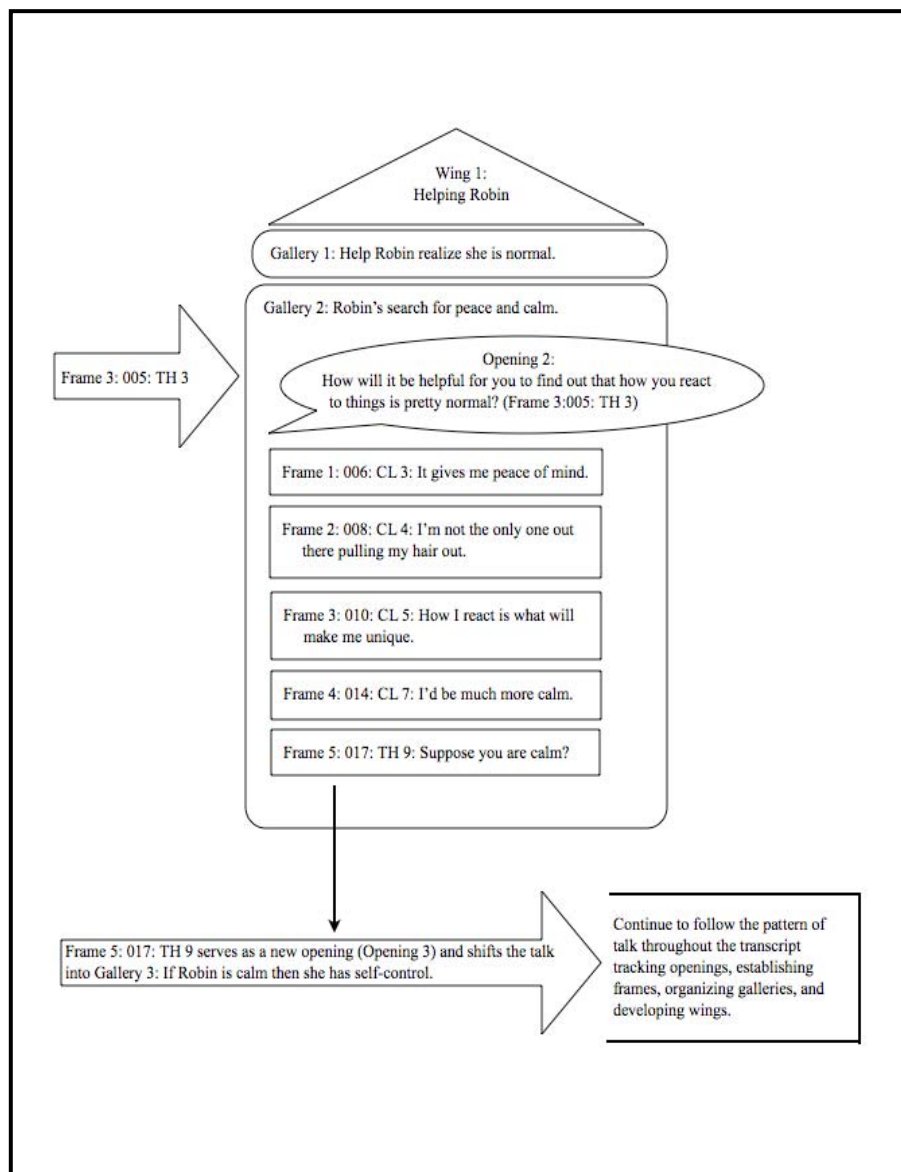 Wing 1:
Helping Robin
Gallery 1: Help Robin realize she is normal.
Gallery 2: Robin’s search for peace and calm.
Frame 3: 005: TH 3
Opening 2:
How will it be helpful for you to find out that how you react
to things is pretty normal? (Frame 3:005: TH 3)
Frame 1: 006: CL 3: It gives me peace of mind.
Frame 2: 008: CL 4: I’m not the only one out
there pulling my hair out.
Frame 3: 010: CL 5: How I react is what will
make me unique.
Frame 4: 014: CL 7: I’d be much more calm.
Frame 5: 017: TH 9: Suppose you are calm?
Frame 5: 017: TH 9 serves as a new opening (Opening 3) and shifts the talk
into Gallery 3: If Robin is calm then she has self-control.
Continue to follow the pattern of
talk throughout the transcript
tracking openings, establishing
frames, organizing galleries, and
developing wings.